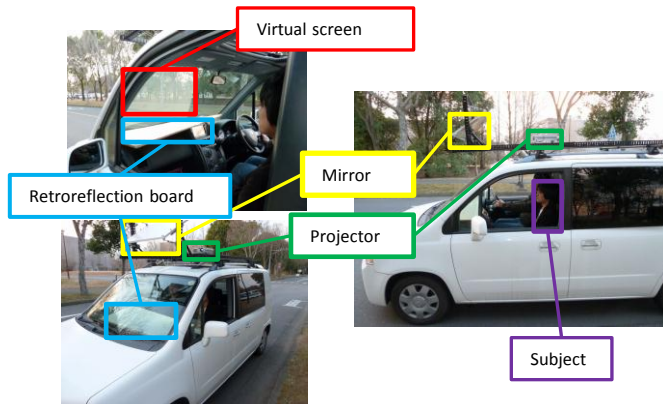 Virtual screen
Mirror
Retroreflection board
Projector
Subject